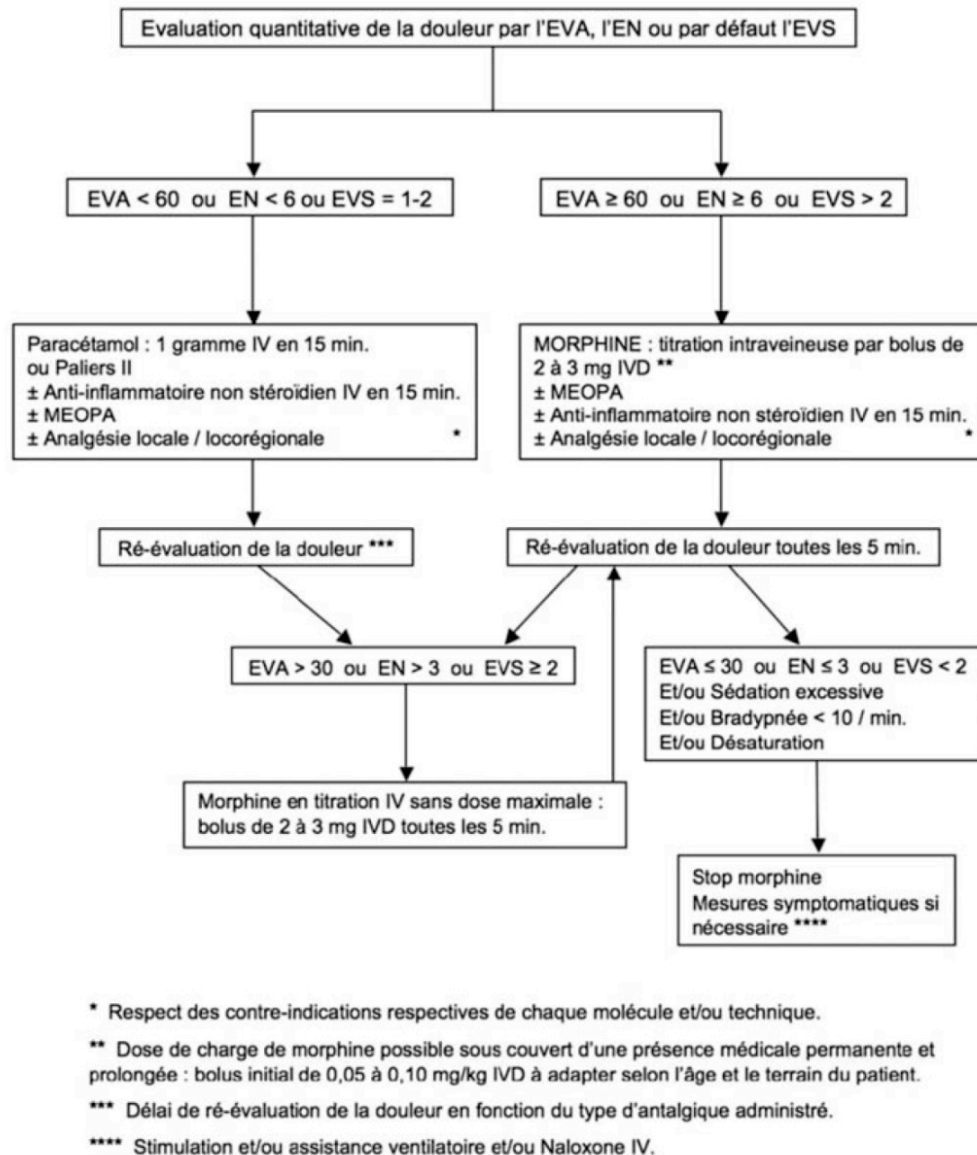 Evaluation quantitative de la douleur par l'EVA, l'EN ou par défaut l'EVS
EVA < 60 ou EN < 6 ou EVS = 1-2
EVA ≥ 60 ou EN ≥ 6 ou EVS > 2
Paracétamol : 1 gramme IV en 15 min.
ou Paliers II
± Anti-inflammatoire non stéroïdien IV en 15 min.
± MEOPA
± Analgésie locale / locorégionale *
MORPHINE : titration intraveineuse par bolus de
2 à 3 mg IVD **
± MEOPA
± Anti-inflammatoire non stéroïdien IV en 15 min.
± Analgésie locale / locorégionale *
Ré-évaluation de la douleur ***
Ré-évaluation de la douleur toutes les 5 min.
EVA > 30 ou EN > 3 ou EVS ≥ 2
EVA ≤ 30 ou EN ≤ 3 ou EVS < 2
Et/ou Sédation excessive
Et/ou Bradypnée < 10 / min.
Et/ou Désaturation
Morphine en titration IV sans dose maximale :
bolus de 2 à 3 mg IVD toutes les 5 min.
Stop morphine
Mesures symptomatiques si
nécessaire ****
* Respect des contre-indications respectives de chaque molécule et/ou technique.
** Dose de charge de morphine possible sous couvert d'une présence médicale permanente et
prolongée : bolus initial de 0,05 à 0,10 mg/kg IVD à adapter selon l'âge et le terrain du patient.
*** Délai de ré-évaluation de la douleur en fonction du type d'antalgique administré.
**** Stimulation et/ou assistance ventilatoire et/ou Naloxone IV.